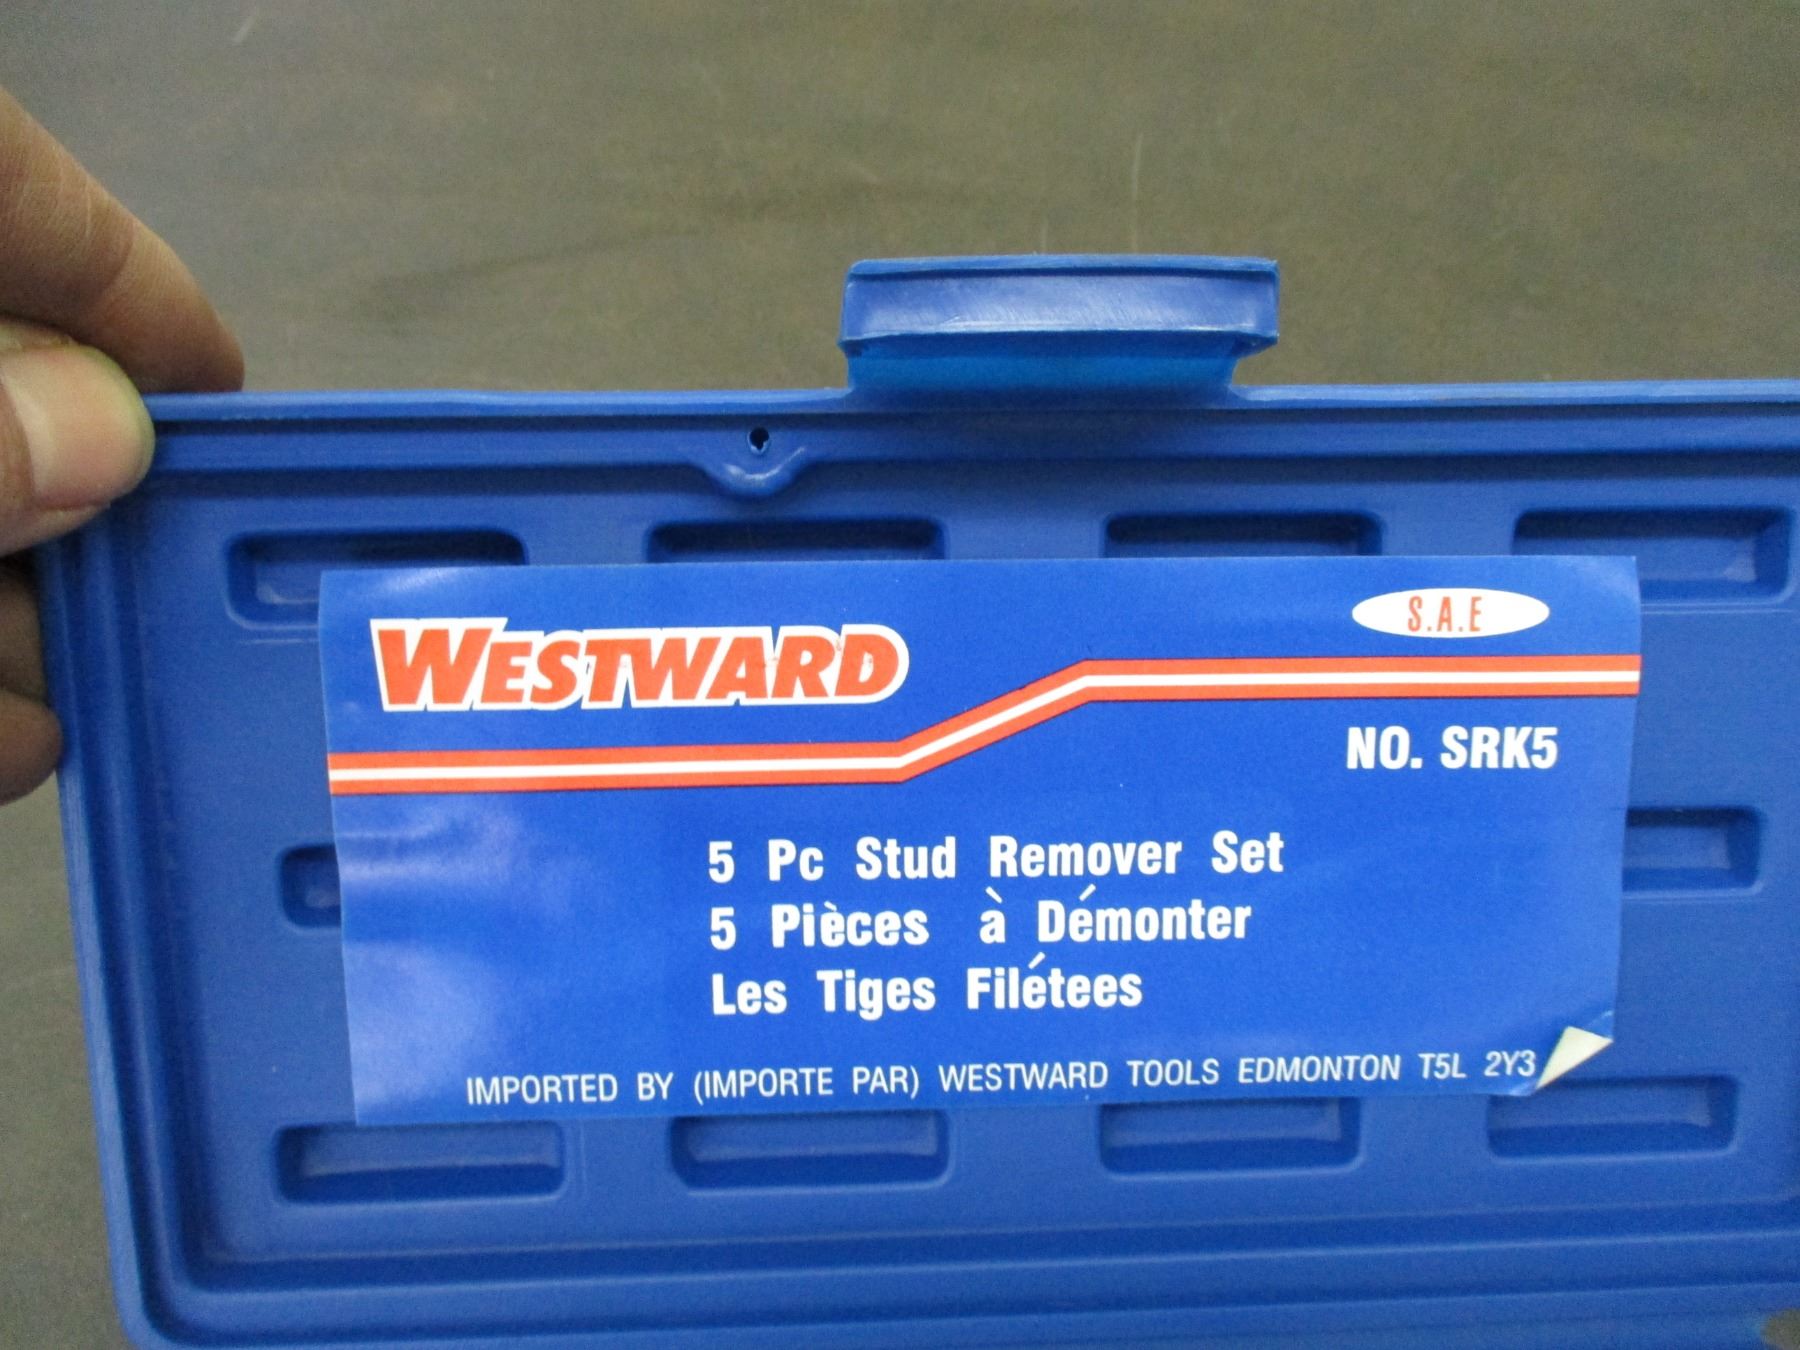 WESTWARD
S.A.E
NO. SRK5
5 Pc Stud Remover Set
5 Pièces à Démonter
Les Tiges Filétees
IMPORTED BY (IMPORTE PAR) WESTWARD TOOLS EDMONTON T5L 2Y3